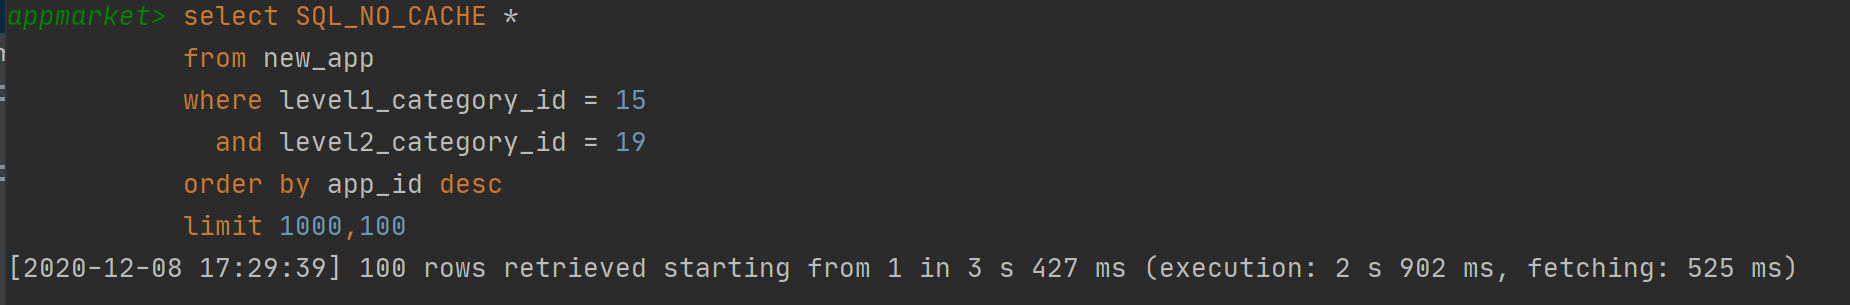 appmarket> select SQL_NO_CACHE *
from new_app
where level1_category_id = 15
and level2_category_id = 19
order by app_id desc
limit 1000,100
[2020-12-08 17:29:39] 100 rows retrieved starting from 1 in 3 s 427 ms (execution: 2 s 902 ms, fetching: 525 ms)